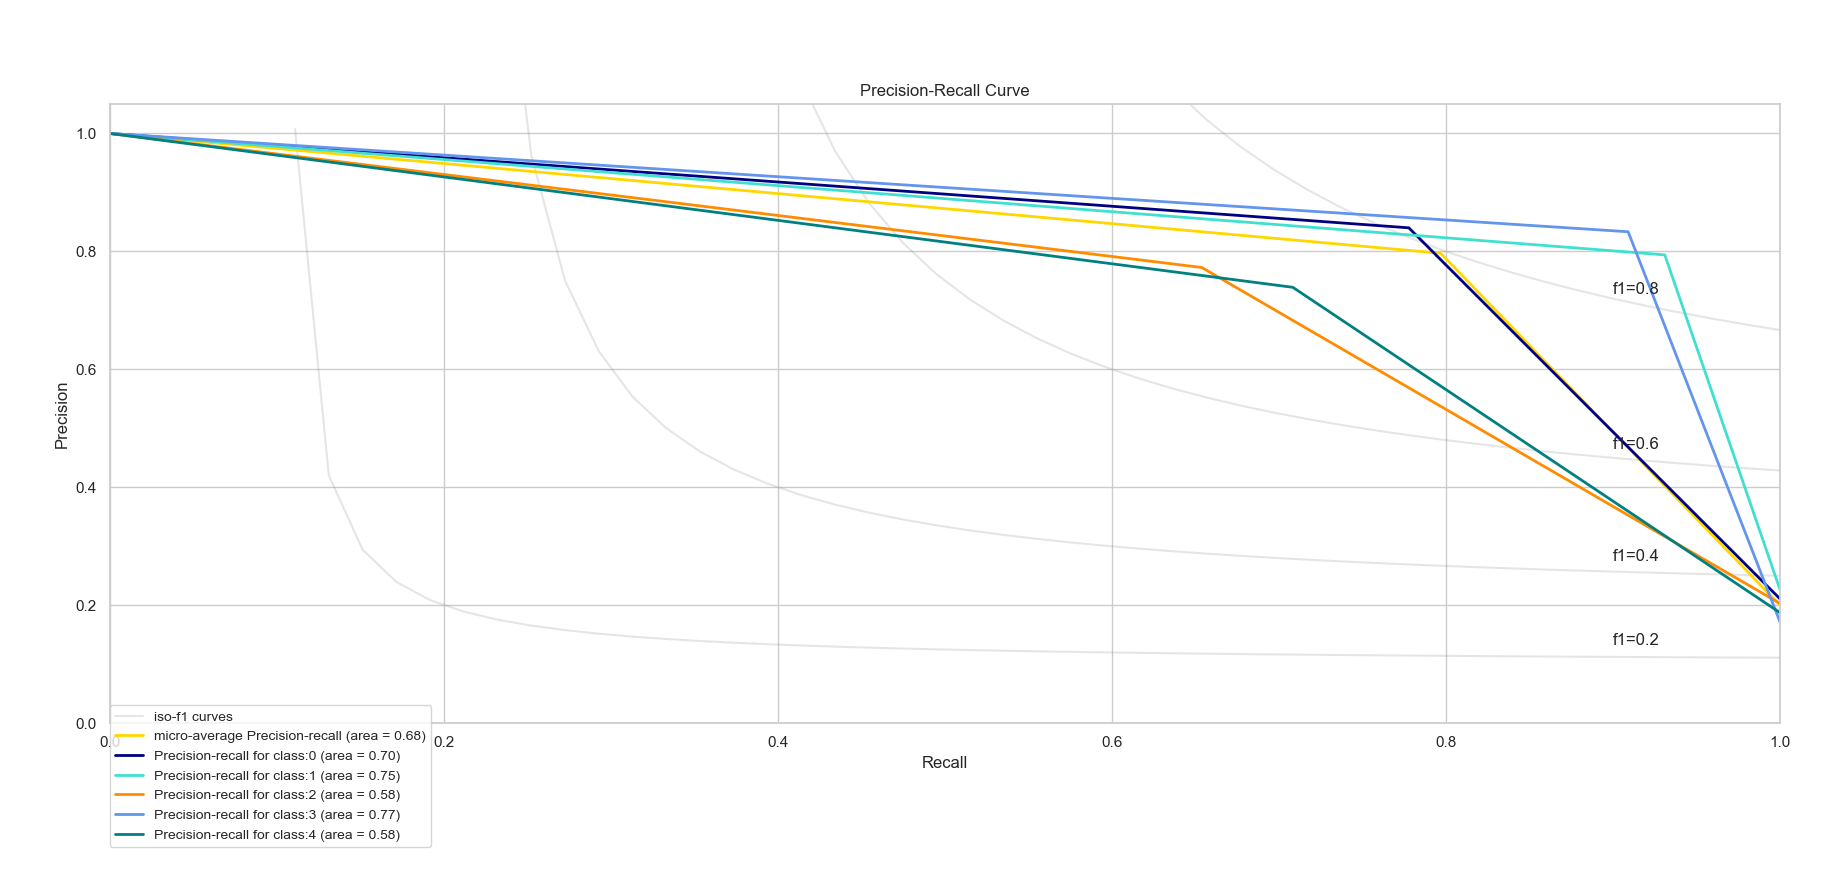 Precision-Recall Curve
1.0
0.8
0.6
0.4
0.2
0.0
Precision
f1=0.8
f1=0.6
f1=0.4
f1=0.2
0.0 0.2 0.4 0.6 0.8 1.0
Recall
iso-f1 curves
micro-average Precision-recall (area = 0.68)
Precision-recall for class:0 (area = 0.70)
Precision-recall for class:1 (area = 0.75)
Precision-recall for class:2 (area = 0.58)
Precision-recall for class:3 (area = 0.77)
Precision-recall for class:4 (area = 0.58)